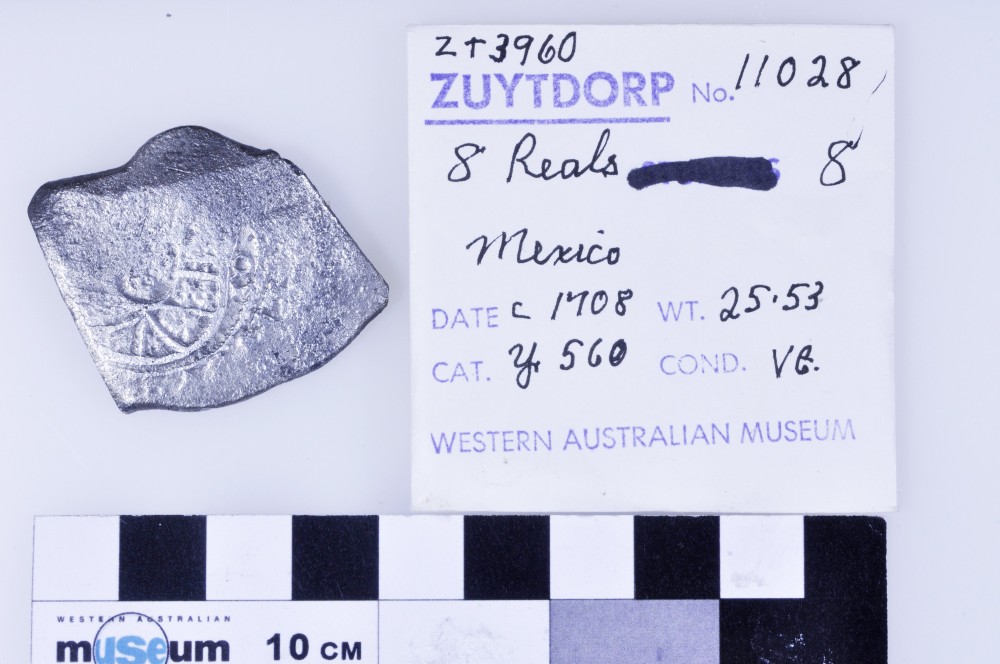 Z+3960
ZUYTDORP No. 11028
8 Reals 8
Mexico
DATE c 1708 WT. 25.53
CAT. Y. 560 COND. VG.
WESTERN AUSTRALIAN MUSEUM
WESTERN AUSTRALIAN
museum 10 CM